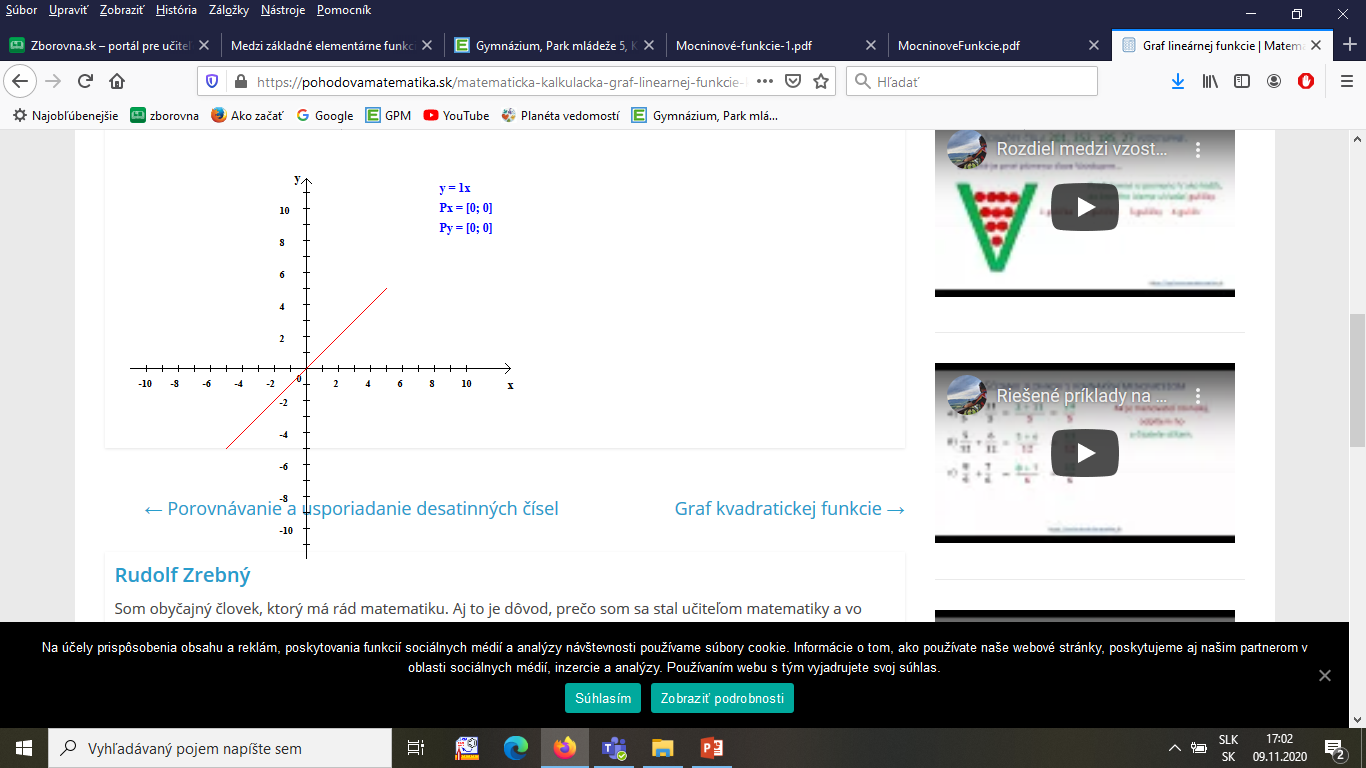 Súbor Upraviť Zobraziť História Záložky Nástroje Pomocník
Zborovna.sk – portál pre učiteľ
Medzi základné elementárne funkc
Gymnázium, Park mládeže 5, K
Mocninové-funkcie-1.pdf
MocninoveFunkcie.pdf
Graf lineárnej funkcie | Matema
https://pohodovamatematika.sk/matematicka-kalkulacka-graf-linearnej-funkcie-
Hľadať
Najobľúbenejšie zborovna Ako začať Google GPM YouTube Planéta vedomostí Gymnázium, Park mlá...
y
y = 1x
Px = [0; 0]
Py = [0; 0]
10
8
6
4
2
-10 -8 -6 -4 -2 0 2 4 6 8 10 x
-2
-4
-6
-8
-10
← Porovnávanie a usporiadanie desatinných čísel
Graf kvadratickej funkcie →
Rudolf Zrebný
Som obyčajný človek, ktorý má rád matematiku. Aj to je dôvod, prečo som sa stal učiteľom matematiky a vo
Rozdiel medzi vzost...
Riešené príklady na ...
Na účely prispôsobenia obsahu a reklám, poskytovania funkcií sociálnych médií a analýzy návštevnosti používame súbory cookie. Informácie o tom, ako používate naše webové stránky, poskytujeme aj našim partnerom v
oblasti sociálnych médií, inzercie a analýzy. Používaním webu s tým vyjadrujete svoj súhlas.
Súhlasím
Zobraziť podrobnosti
Vyhľadávaný pojem napíšte sem
SLK
SK
17:02
09.11.2020
2